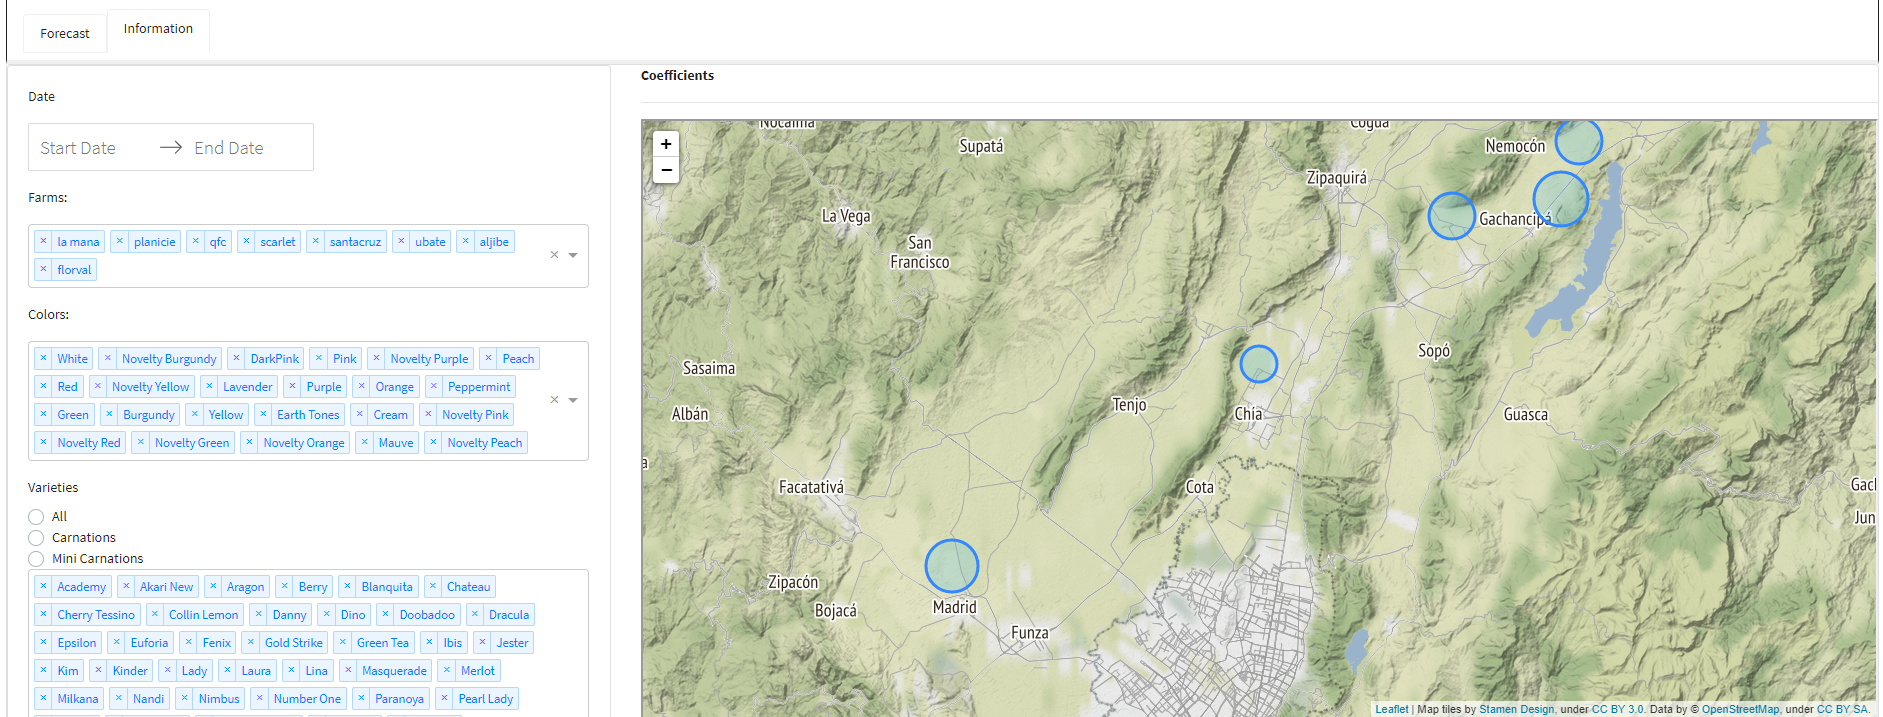 Forecast
Information
Date
Start Date → End Date
Farms:
× la mana × planicie × qfc × scarlet × santacruz × ubate × aljibe
× florval
Colors:
× White × Novelty Burgundy × DarkPink × Pink × Novelty Purple × Peach
× Red × Novelty Yellow × Lavender × Purple × Orange × Peppermint
× Green × Burgundy × Yellow × Earth Tones × Cream × Novelty Pink
× Novelty Red × Novelty Green × Novelty Orange × Mauve × Novelty Peach
Varieties
All
Carnations
Mini Carnations
× Academy × Akari New × Aragon × Berry × Blanquita × Chateau
× Cherry Tessino × Collin Lemon × Danny × Dino × Doobadoo × Dracula
× Epsilon × Euforia × Fenix × Gold Strike × Green Tea × Ibis × Jester
× Kim × Kinder × Lady × Laura × Lina × Masquerade × Merlot
× Milkana × Nandi × Nimbus × Number One × Paranoya × Pearl Lady
Coefficients
+
−
Nocaima
Cogua
Supatá
Nemocón
Zipaquirá
La Vega
Gachancipá
San
Francisco
Sopó
Sasaima
Tenjo
Albán
Chía
Guasca
Facatativá
Cota
Zipacón
Bojacá
Madrid
Funza
Leaflet | Map tiles by Stamen Design, under CC BY 3.0. Data by © OpenStreetMap, under CC BY SA.